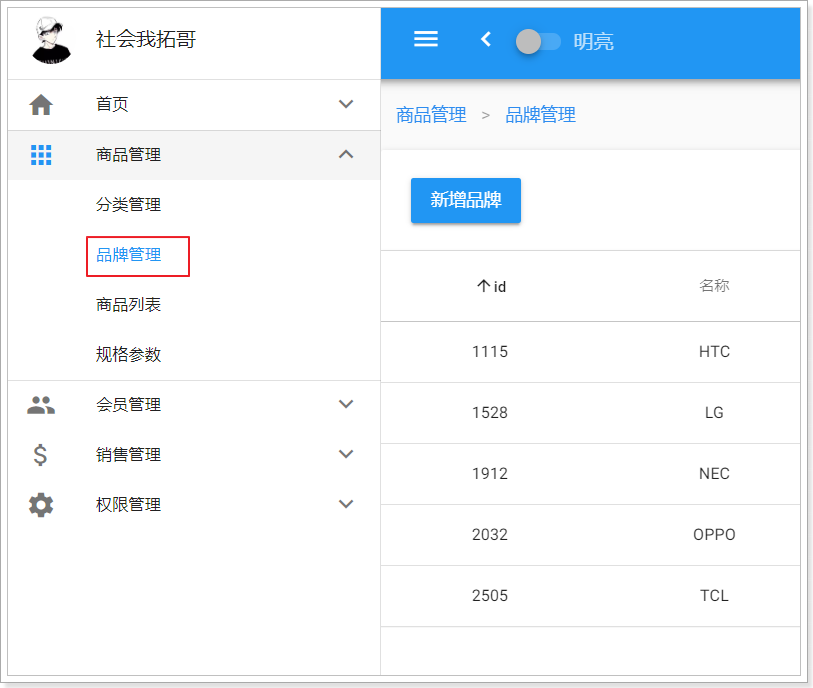 社会我拓哥
首页
商品管理
分类管理
品牌管理
商品列表
规格参数
会员管理
销售管理
权限管理
明亮
商品管理 > 品牌管理
新增品牌
id 名称
1115 HTC
1528 LG
1912 NEC
2032 OPPO
2505 TCL